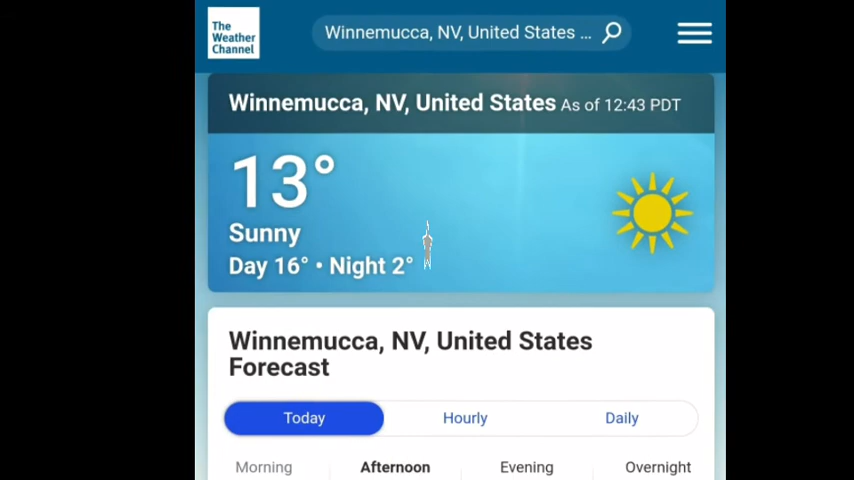 The
Weather
Channel
Winnemucca, NV, United States ...
Winnemucca, NV, United States As of 12:43 PDT
13°
Sunny
Day 16° • Night 2°
Winnemucca, NV, United States
Forecast
Today Hourly Daily
Morning Afternoon Evening Overnight